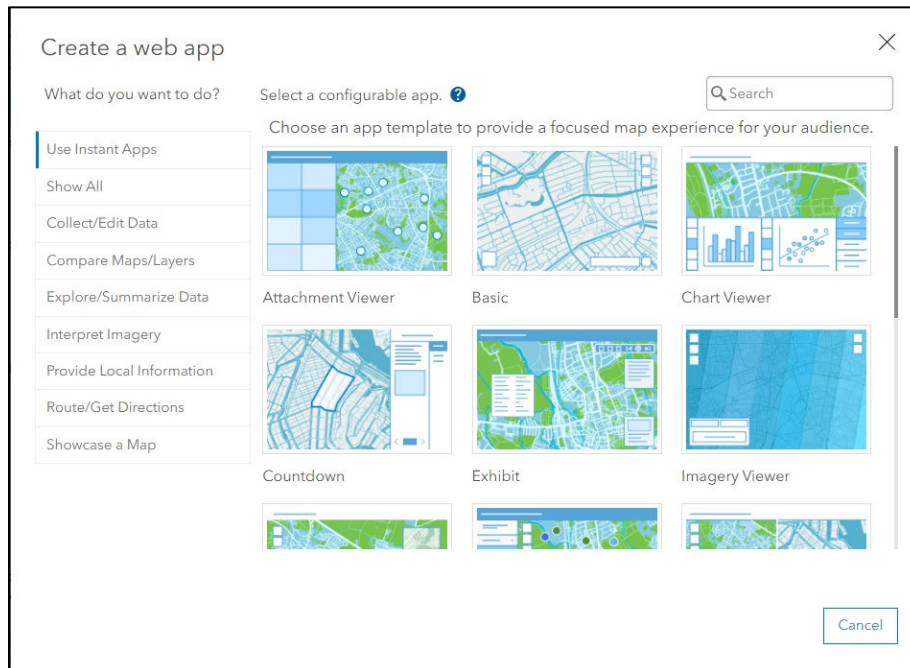 Create a web app
What do you want to do?
Select a configurable app.
Search
Choose an app template to provide a focused map experience for your audience.
Use Instant Apps
Show All
Collect/Edit Data
Compare Maps/Layers
Explore/Summarize Data
Interpret Imagery
Provide Local Information
Route/Get Directions
Showcase a Map
Attachment Viewer
Basic
Chart Viewer
Countdown
Exhibit
Imagery Viewer
Cancel